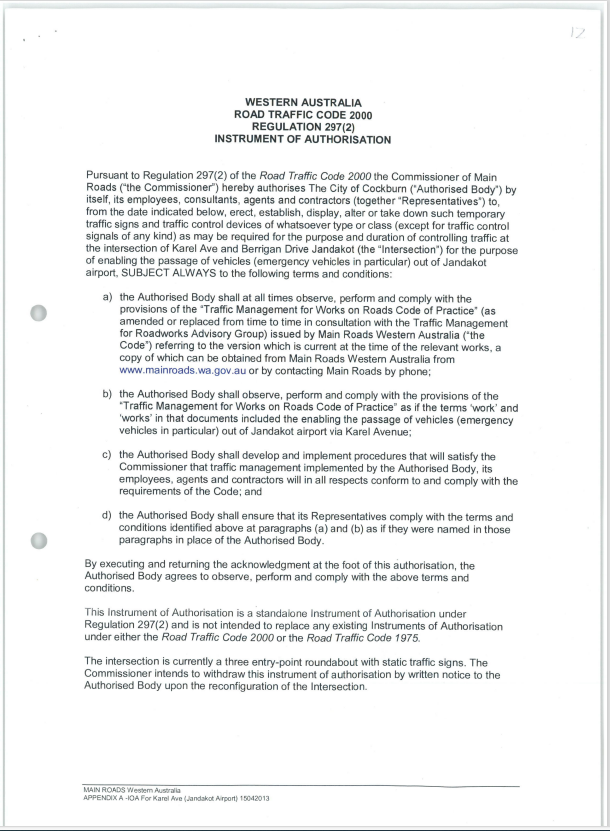 12
WESTERN AUSTRALIA
ROAD TRAFFIC CODE 2000
REGULATION 297(2)
INSTRUMENT OF AUTHORISATION
Pursuant to Regulation 297(2) of the Road Traffic Code 2000 the Commissioner of Main
Roads (“the Commissioner”) hereby authorises The City of Cockburn (“Authorised Body”) by
itself, its employees, consultants, agents and contractors (together “Representatives”) to,
from the date indicated below, erect, establish, display, alter or take down such temporary
traffic signs and traffic control devices of whatsoever type or class (except for traffic control
signals of any kind) as may be required for the purpose and duration of controlling traffic at
the intersection of Karel Ave and Berrigan Drive Jandakot (the “Intersection”) for the purpose
of enabling the passage of vehicles (emergency vehicles in particular) out of Jandakot
airport, SUBJECT ALWAYS to the following terms and conditions:
a) the Authorised Body shall at all times observe, perform and comply with the
provisions of the “Traffic Management for Works on Roads Code of Practice” (as
amended or replaced from time to time in consultation with the Traffic Management
for Roadworks Advisory Group) issued by Main Roads Western Australia (“the
Code”) referring to the version which is current at the time of the relevant works, a
copy of which can be obtained from Main Roads Western Australia from
www.mainroads.wa.gov.au or by contacting Main Roads by phone;
b) the Authorised Body shall observe, perform and comply with the provisions of the
“Traffic Management for Works on Roads Code of Practice” as if the terms ‘work’ and
‘works’ in that documents included the enabling the passage of vehicles (emergency
vehicles in particular) out of Jandakot airport via Karel Avenue;
c) the Authorised Body shall develop and implement procedures that will satisfy the
Commissioner that traffic management implemented by the Authorised Body, its
employees, agents and contractors will in all respects conform to and comply with the
requirements of the Code; and
d) the Authorised Body shall ensure that its Representatives comply with the terms and
conditions identified above at paragraphs (a) and (b) as if they were named in those
paragraphs in place of the Authorised Body.
By executing and returning the acknowledgment at the foot of this authorisation, the
Authorised Body agrees to observe, perform and comply with the above terms and
conditions.
This Instrument of Authorisation is a standalone Instrument of Authorisation under
Regulation 297(2) and is not intended to replace any existing Instruments of Authorisation
under either the Road Traffic Code 2000 or the Road Traffic Code 1975.
The intersection is currently a three entry-point roundabout with static traffic signs. The
Commissioner intends to withdraw this instrument of authorisation by written notice to the
Authorised Body upon the reconfiguration of the Intersection.
MAIN ROADS Western Australia
APPENDIX A -IOA For Karel Ave (Jandakot Airport) 15042013